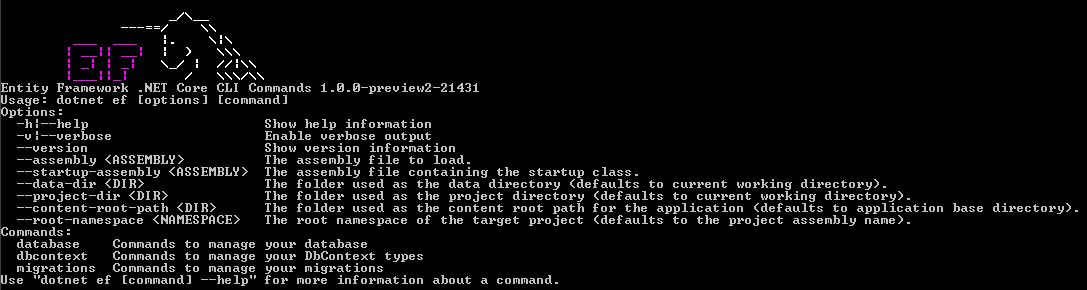 EF
Entity Framework .NET Core CLI Commands 1.0.0-preview2-21431
Usage: dotnet ef [options] [command]
Options:
-h|--help Show help information
-v|--verbose Enable verbose output
--version Show version information
--assembly <ASSEMBLY> The assembly file to load.
--startup-assembly <ASSEMBLY> The assembly file containing the startup class.
--data-dir <DIR> The folder used as the data directory (defaults to current working directory).
--project-dir <DIR> The folder used as the project directory (defaults to current working directory).
--content-root-path <DIR> The folder used as the content root path for the application (defaults to application base directory).
--root-namespace <NAMESPACE> The root namespace of the target project (defaults to the project assembly name).
Commands:
database Commands to manage your database
dbcontext Commands to manage your DbContext types
migrations Commands to manage your migrations
Use "dotnet ef [command] --help" for more information about a command.